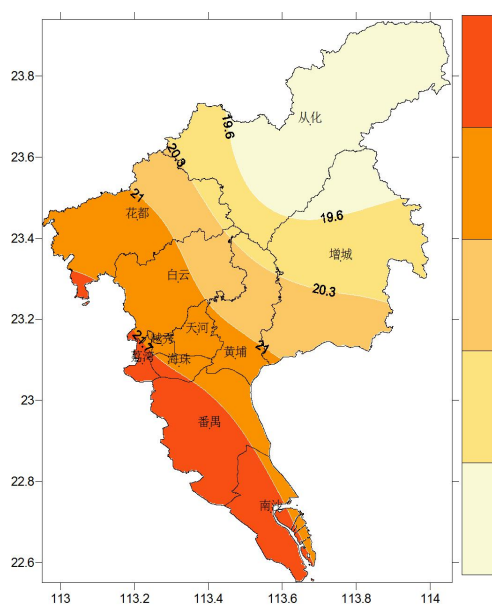 23.8
从化
19.6
23.6
20.3
21
花都
19.6
23.4
增城
白云
20.3
23.2
天河
越秀
21.7
21
黄埔
荔湾
海珠
23
番禺
22.8
南沙
22.6
113
113.2
113.4
113.6
113.8
114